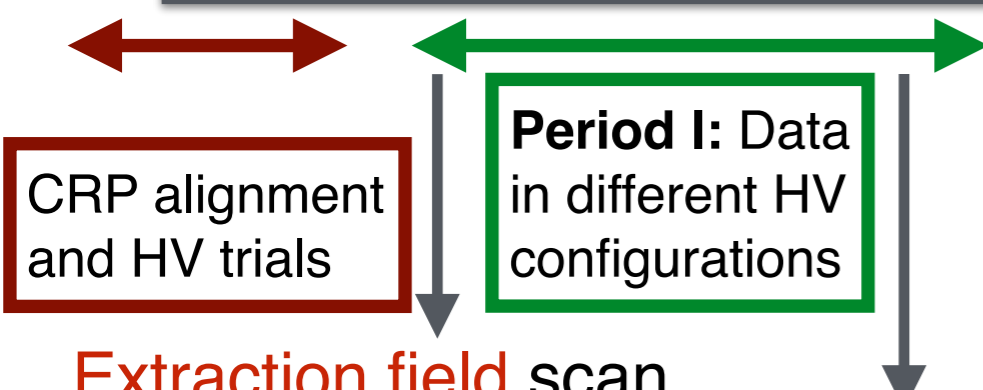 CRP alignment
and HV trials
Period I: Data
in different HV
configurations
Extraction field scan